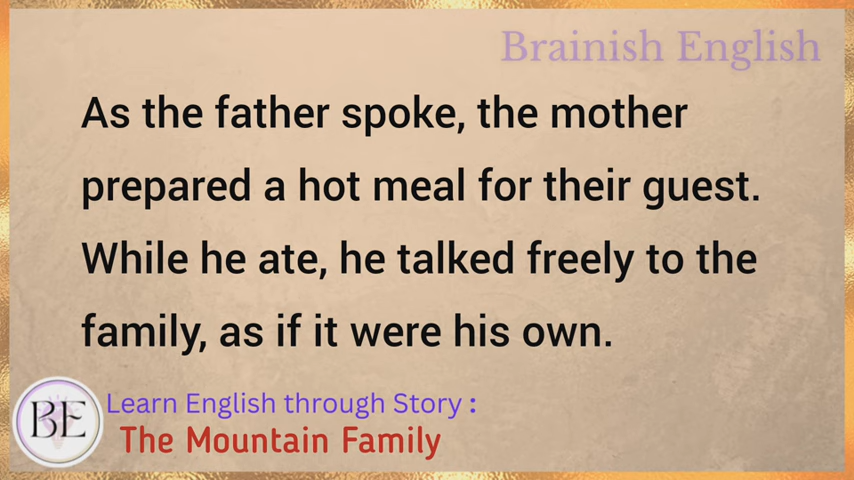 Brainish English
As the father spoke, the mother
prepared a hot meal for their guest.
While he ate, he talked freely to the
family, as if it were his own.
BE
Learn English through Story :
The Mountain Family